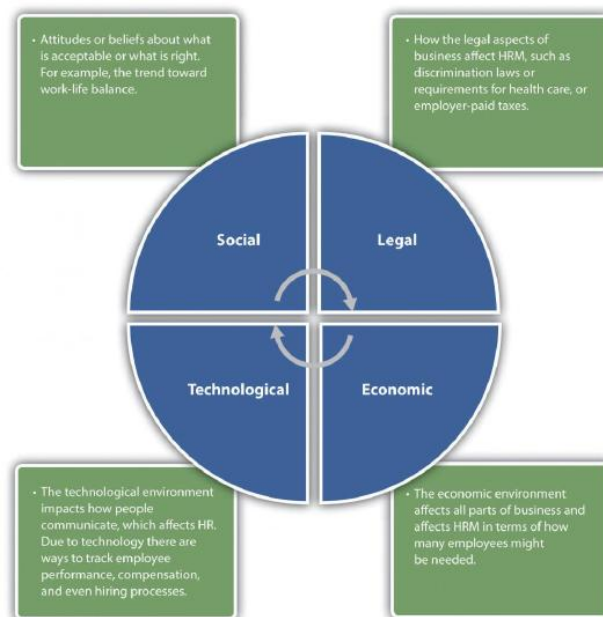 • Attitudes or beliefs about what
is acceptable or what is right.
For example, the trend toward
work-life balance.
• How the legal aspects of
business affect HRM, such as
discrimination laws or
requirements for health care, or
employer-paid taxes.
Social
Legal
Technological
Economic
• The technological environment
impacts how people
communicate, which affects HR.
Due to technology there are
ways to track employee
performance, compensation,
and even hiring processes.
• The economic environment
affects all parts of business and
affects HRM in terms of how
many employees might
be needed.